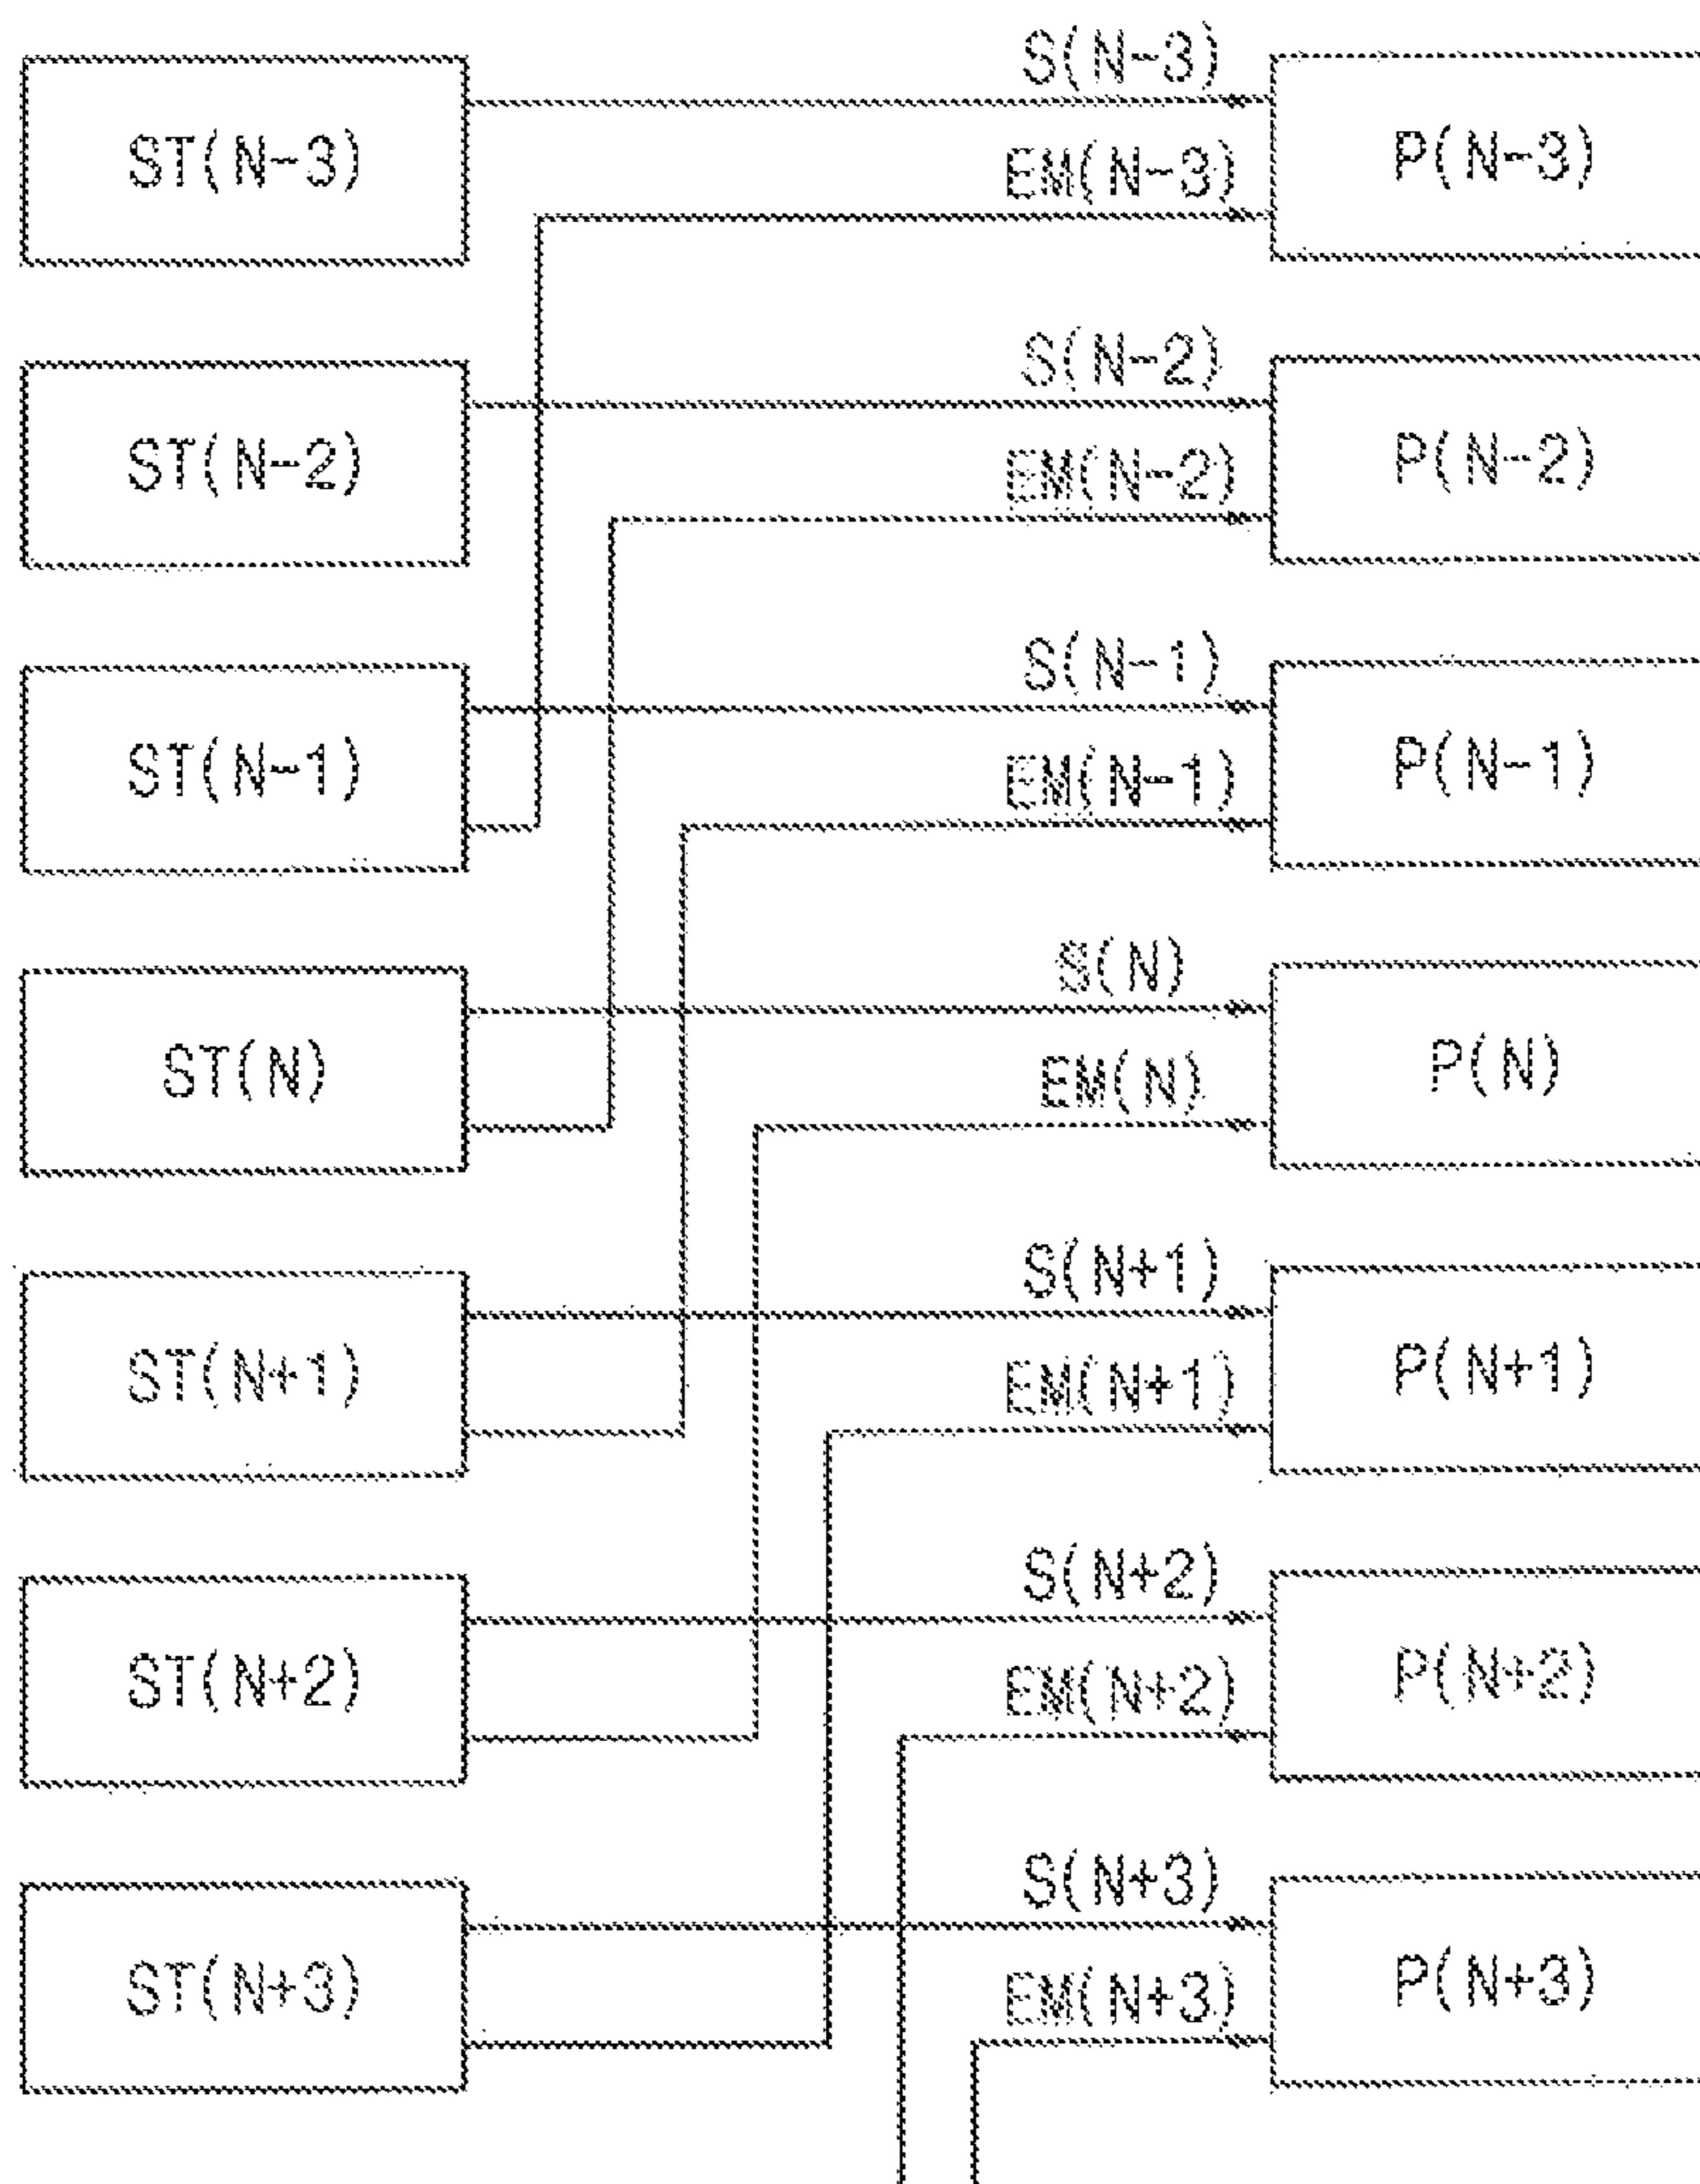 S(N-3)
ST(N-3)
EM(N-3)
P(N-3)
S(N-2)
ST(N-2)
EM(N-2)
P(N-2)
S(N-1)
ST(N-1)
EM(N-1)
P(N-1)
S(N)
ST(N)
EM(N)
P(N)
S(N+1)
ST(N+1)
EM(N+1)
P(N+1)
S(N+2)
ST(N+2)
EM(N+2)
P(N+2)
S(N+3)
ST(N+3)
EM(N+3)
P(N+3)